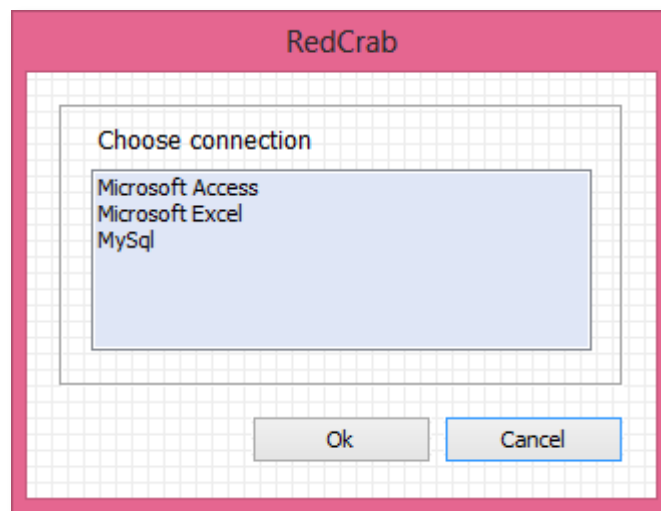 RedCrab
Choose connection
Microsoft Access
Microsoft Excel
MySql
Ok
Cancel